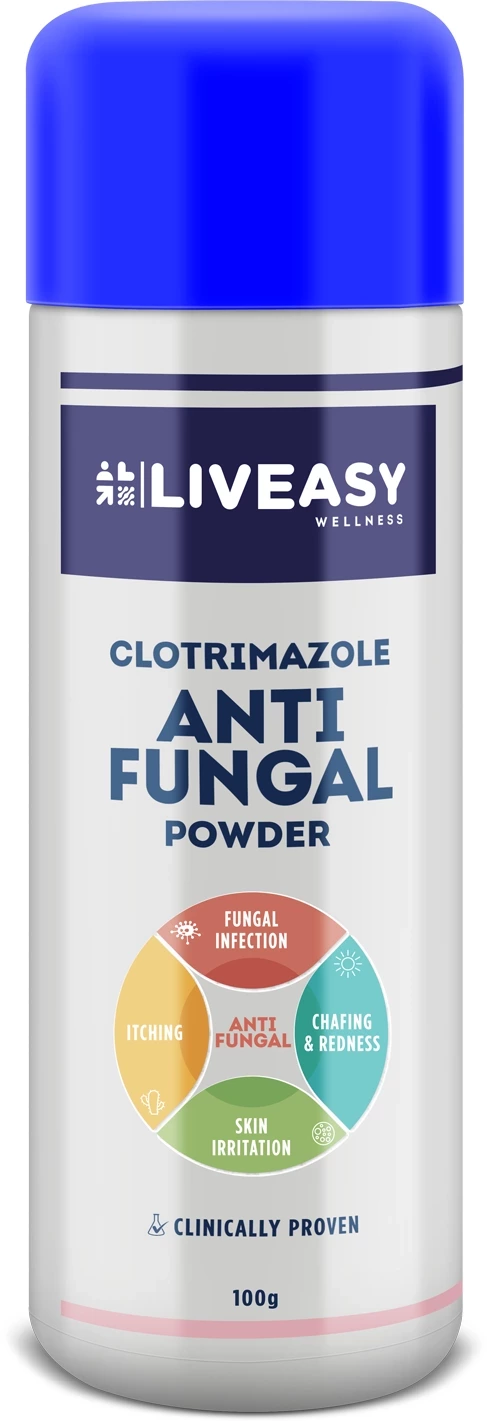 LIVEASY
WELLNESS
CLOTRIMAZOLE
ANTI
FUNGAL
POWDER
FUNGAL
INFECTION
ITCHING
ANTI
FUNGAL
CHAFING
& REDNESS
SKIN
IRRITATION
CLINICALLY PROVEN
100g